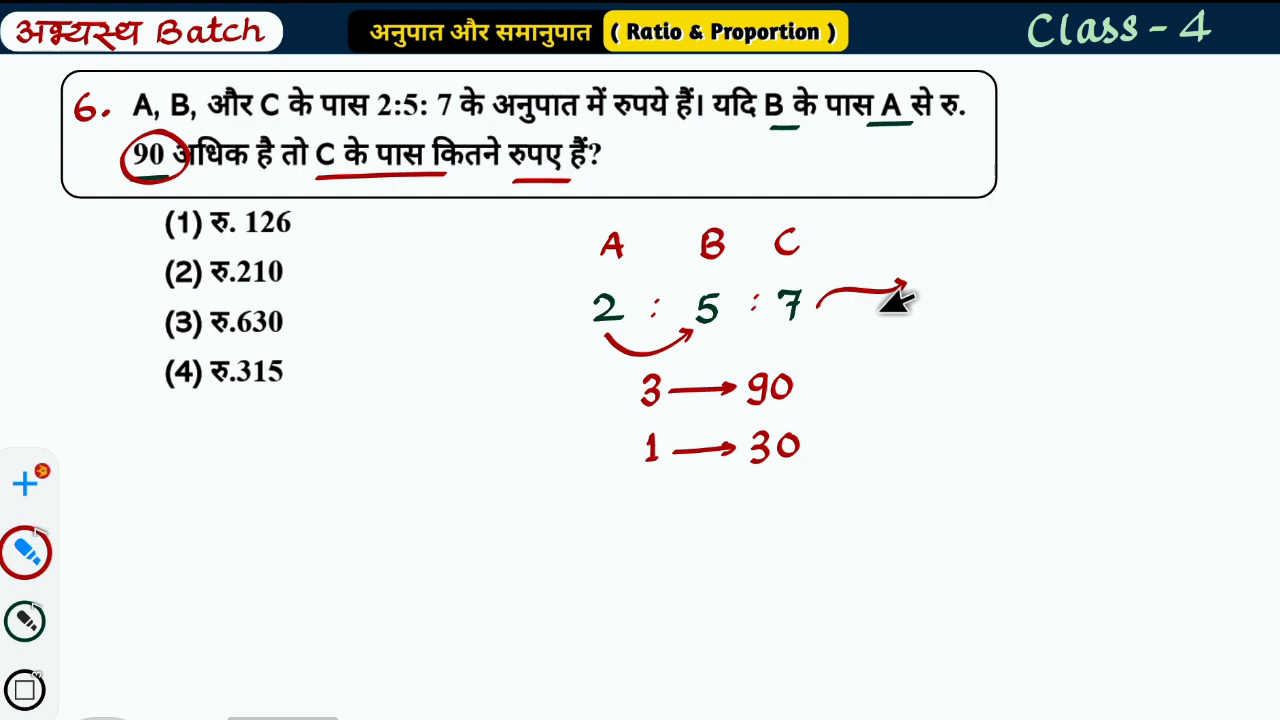 अभ्यस्थ Batch
अनुपात और समानुपात ( Ratio & Proportion )
Class - 4
6. A, B, और C के पास 2:5: 7 के अनुपात में रुपये हैं। यदि B के पास A से रु.
90 अधिक है तो C के पास कितने रुपए हैं?
(1) रु. 126
(2) रु.210
(3) रु.630
(4) रु.315
A B C
2 : 5 : 7 →
3 → 90
1 → 30